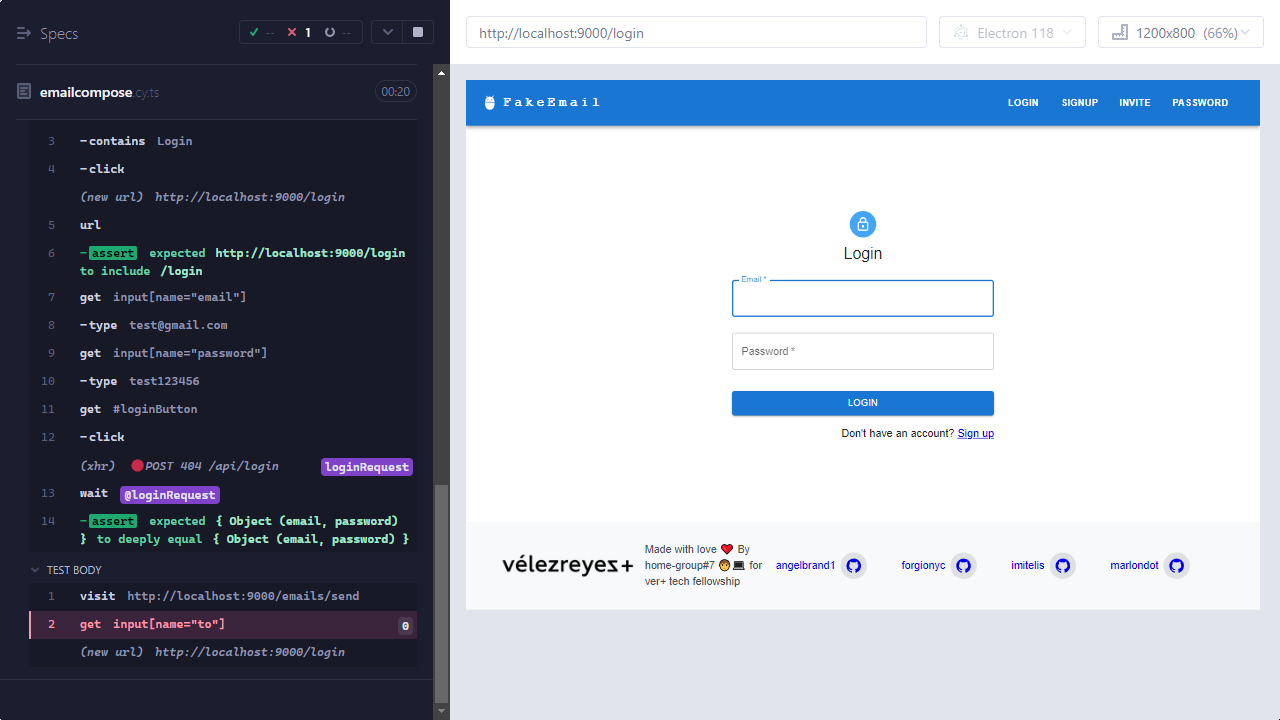 Specs
-- 1 --
emailcompose.cy.ts 00:20
3 -contains Login
4 -click
(new url) http://localhost:9000/login
5 url
6 -assert expected http://localhost:9000/login
to include /login
7 get input[name="email"]
8 -type test@gmail.com
9 get input[name="password"]
10 -type test123456
11 get #loginButton
12 -click
(xhr) POST 404 /api/login loginRequest
13 wait @loginRequest
14 -assert expected { Object (email, password)
} to deeply equal { Object (email, password) }
TEST BODY
1 visit http://localhost:9000/emails/send
2 get input[name="to"] 0
(new url) http://localhost:9000/login
http://localhost:9000/login
Electron 118
1200x800 (66%)
FakeEmail
LOGIN SIGNUP INVITE PASSWORD
Login
Email *
Password *
LOGIN
Don't have an account? Sign up
vélezreyes+
Made with love ❤️ By
home-group#7 🧑💻 for
ver+ tech fellowship
angelbrand1
forgionyc
imitelis
marlondot